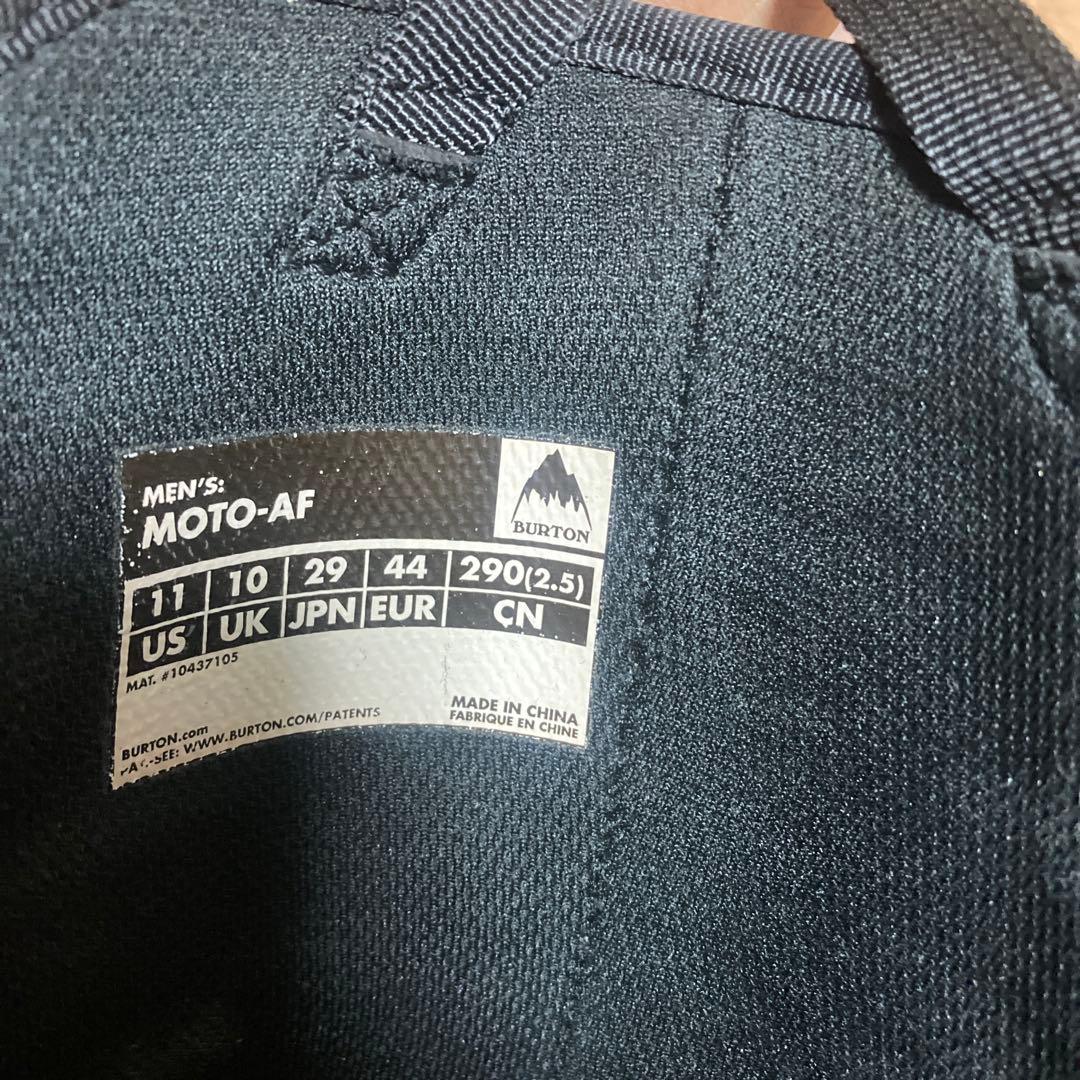 MEN'S:
MOTO-AF
BURTON
11 10 29 44 290(2.5)
US UK JPN EUR CN
MAT. #10437105
MADE IN CHINA
FABRIQUE EN CHINE
BURTON.com
PAT.-SEE: WWW.BURTON.COM/PATENTS